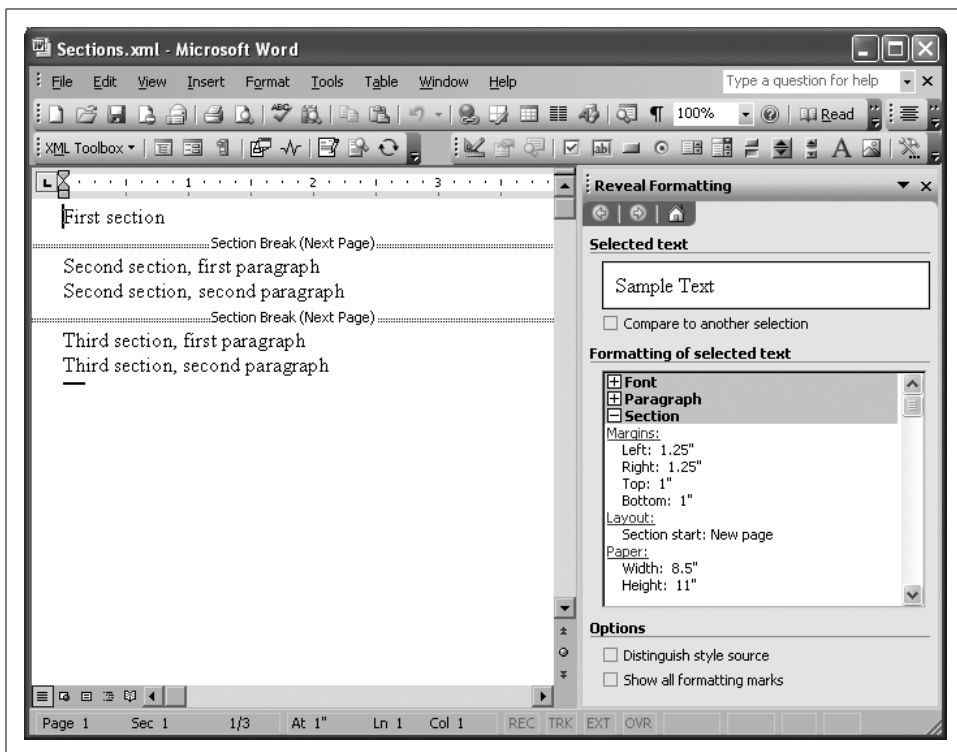 Sections.xml - Microsoft Word
File Edit View Insert Format Tools Table Window Help
Type a question for help
100% Read
XML Toolbox
1 2 3
First section
Section Break (Next Page)
Second section, first paragraph
Second section, second paragraph
Section Break (Next Page)
Third section, first paragraph
Third section, second paragraph
Reveal Formatting
Selected text
Sample Text
Compare to another selection
Formatting of selected text
Font
Paragraph
Section
Margins:
Left: 1.25"
Right: 1.25"
Top: 1"
Bottom: 1"
Layout:
Section start: New page
Paper:
Width: 8.5"
Height: 11"
Options
Distinguish style source
Show all formatting marks
Page 1 Sec 1 1/3 At 1" Ln 1 Col 1 REC TRK EXT OVR